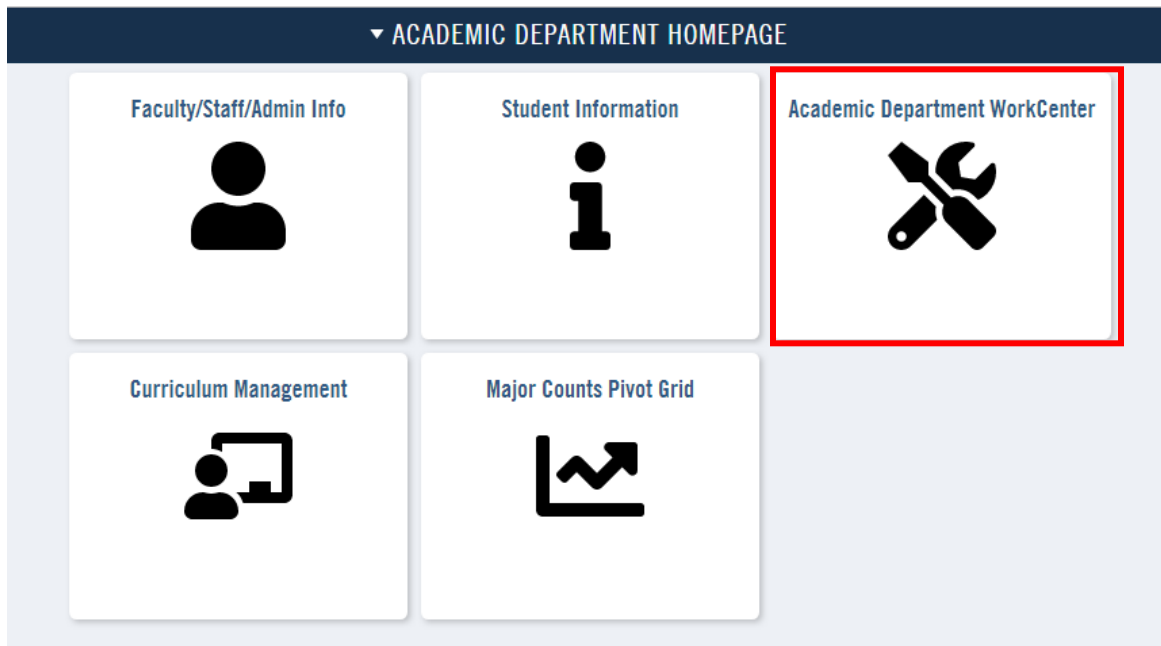 ACADEMIC DEPARTMENT HOMEPAGE
Faculty/Staff/Admin Info
Student Information
Academic Department WorkCenter
Curriculum Management
Major Counts Pivot Grid